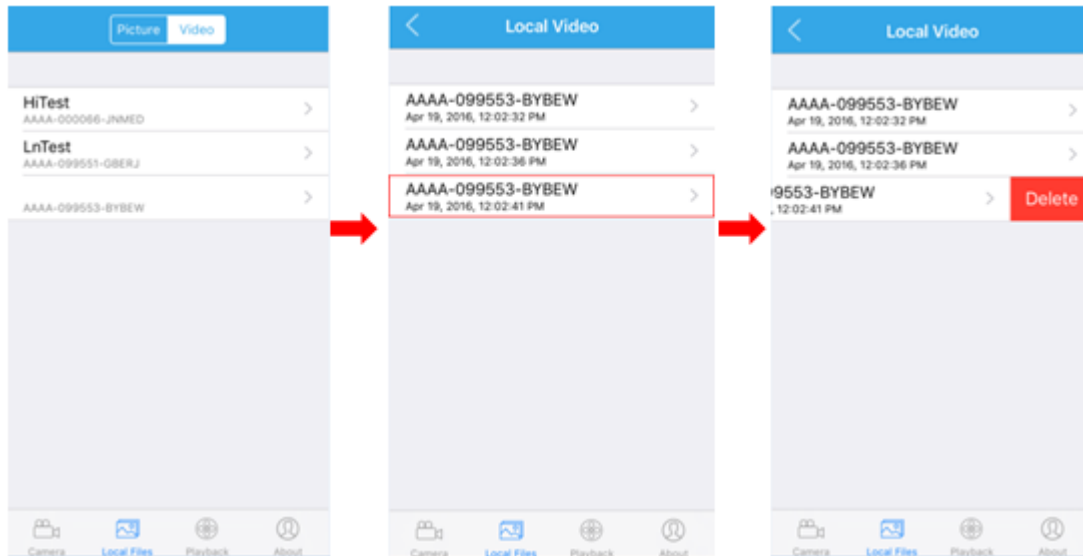 Picture Video
HiTest
AAAA-000066-JNMED
LnTest
AAAA-099551-GBERJ
AAAA-099553-BYBEW
Camera Local Files Playback About
Local Video
AAAA-099553-BYBEW
Apr 19, 2016, 12:02:32 PM
AAAA-099553-BYBEW
Apr 19, 2016, 12:02:36 PM
AAAA-099553-BYBEW
Apr 19, 2016, 12:02:41 PM
Camera Local Files Playback About
Local Video
AAAA-099553-BYBEW
Apr 19, 2016, 12:02:32 PM
AAAA-099553-BYBEW
Apr 19, 2016, 12:02:36 PM
9553-BYBEW
, 12:02:41 PM
Delete
Camera Local Files Playback About